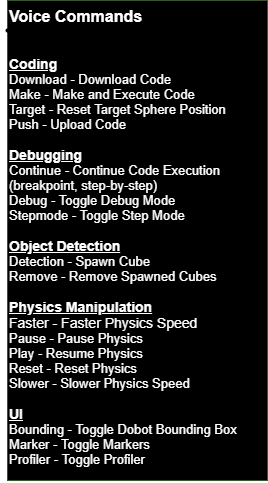 Voice Commands
Coding
Download - Download Code
Make - Make and Execute Code
Target - Reset Target Sphere Position
Push - Upload Code
Debugging
Continue - Continue Code Execution
(breakpoint, step-by-step)
Debug - Toggle Debug Mode
Stepmode - Toggle Step Mode
Object Detection
Detection - Spawn Cube
Remove - Remove Spawned Cubes
Physics Manipulation
Faster - Faster Physics Speed
Pause - Pause Physics
Play - Resume Physics
Reset - Reset Physics
Slower - Slower Physics Speed
UI
Bounding - Toggle Dobot Bounding Box
Marker - Toggle Markers
Profiler - Toggle Profiler